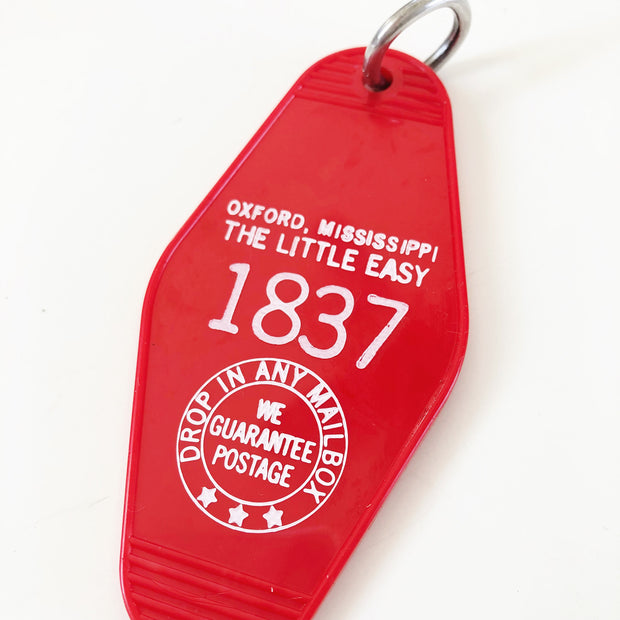 OXFORD, MISSISSIPPI
THE LITTLE EASY
1837
DROP IN ANY MAILBOX
WE
GUARANTEE
POSTAGE